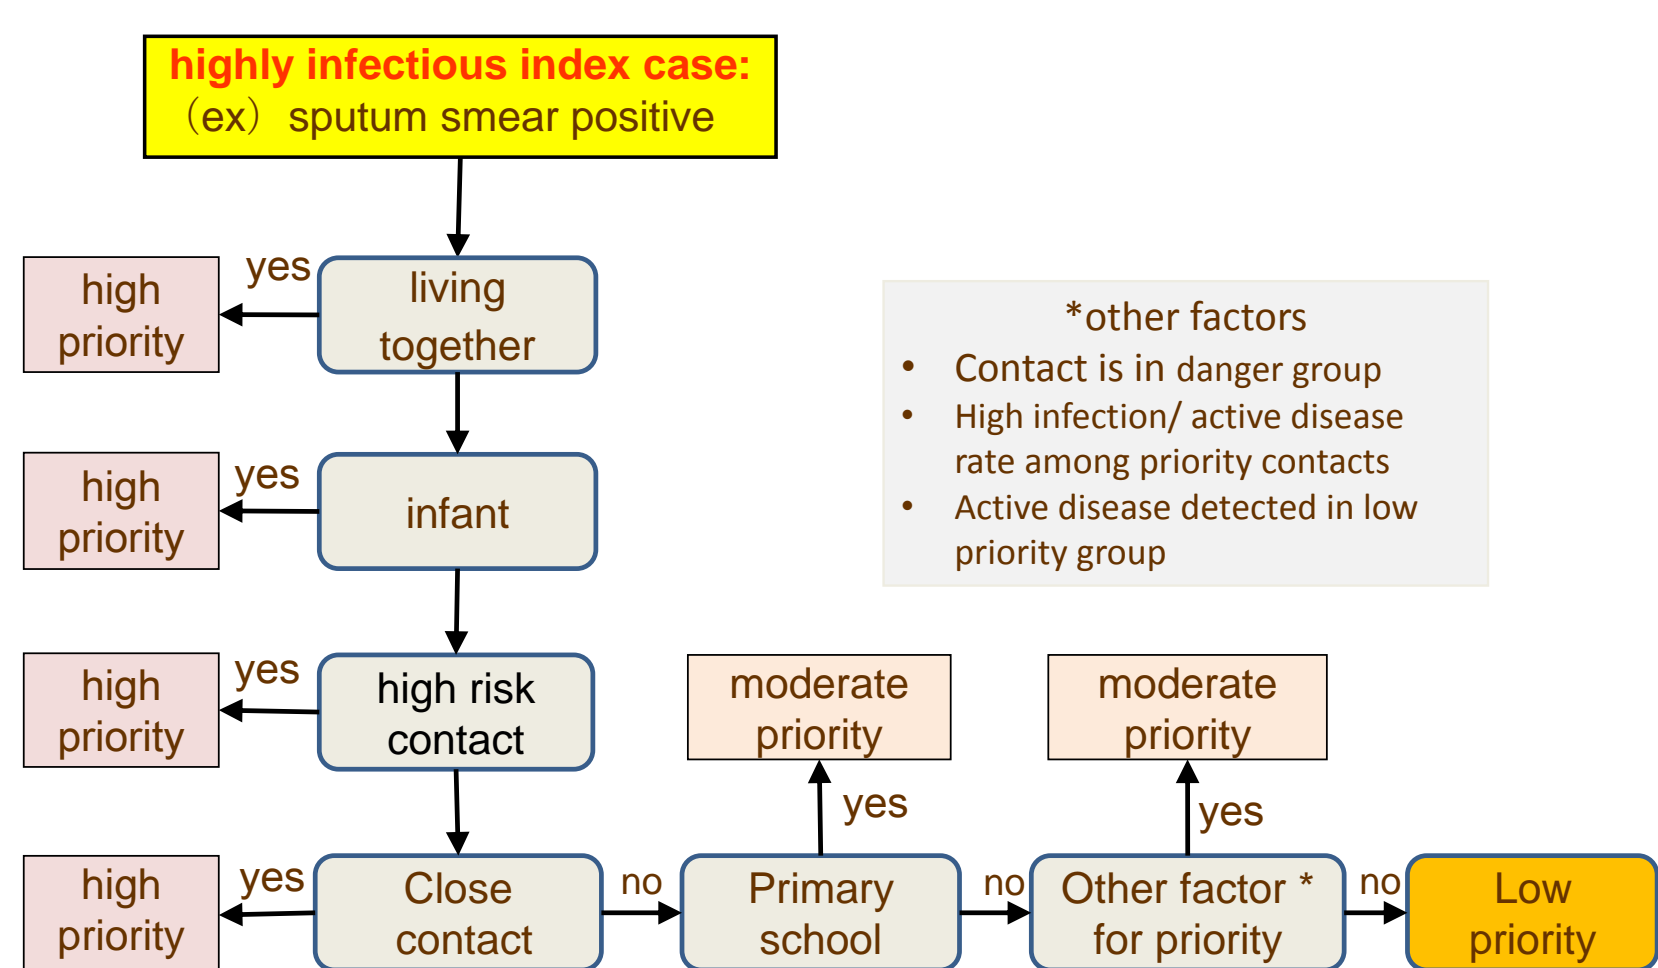 highly infectious index case:
（ex）sputum smear positive
yes
high
priority
living
together
*other factors
• Contact is in danger group
• High infection/ active disease
rate among priority contacts
• Active disease detected in low
priority group
yes
high
priority
infant
yes
high
priority
high risk
contact
moderate
priority
moderate
priority
yes
yes
yes
high
priority
Close
contact
no
Primary
school
no
Other factor *
for priority
no
Low
priority